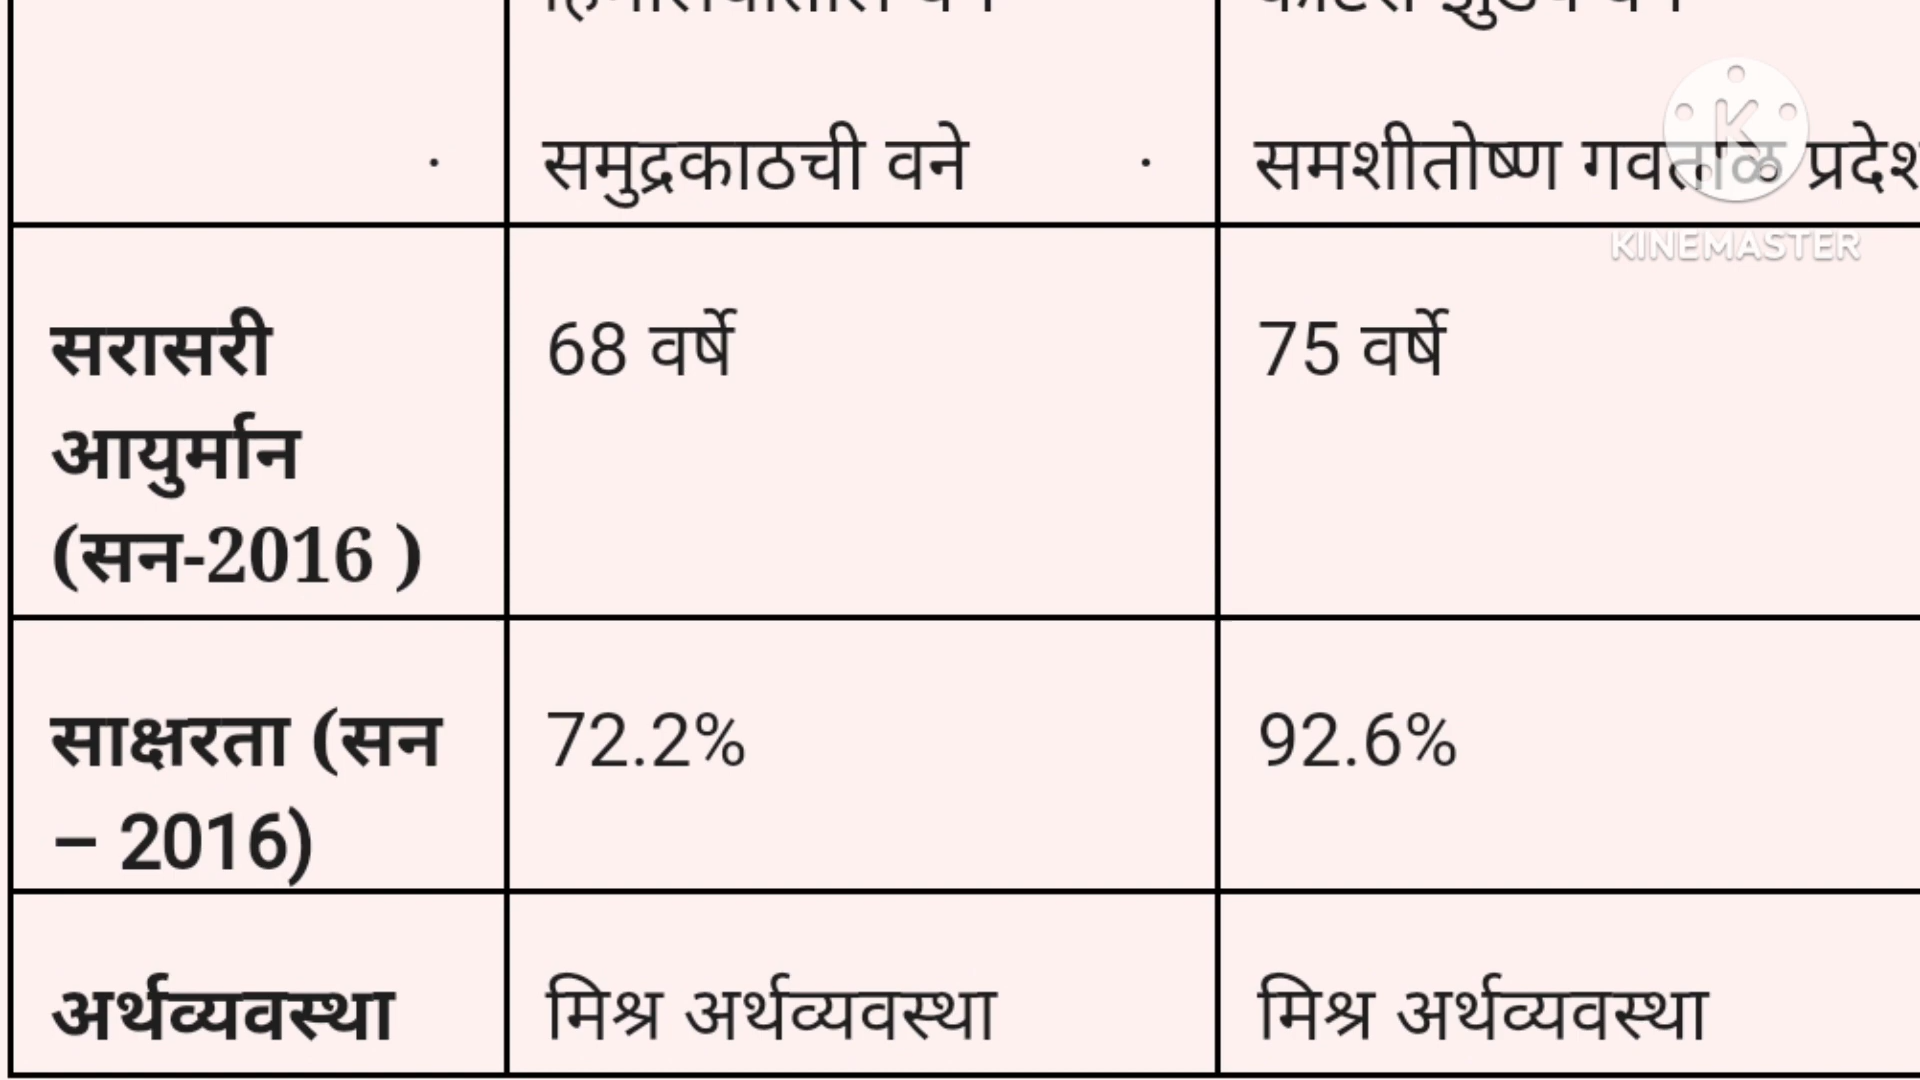 समुद्रकाठची वने
समशीतोष्ण गवताळ प्रदेश
KINEMASTER
सरासरी
आयुर्मान
(सन-2016 )
68 वर्षे
75 वर्षे
साक्षरता (सन
– 2016)
72.2%
92.6%
अर्थव्यवस्था
मिश्र अर्थव्यवस्था
मिश्र अर्थव्यवस्था